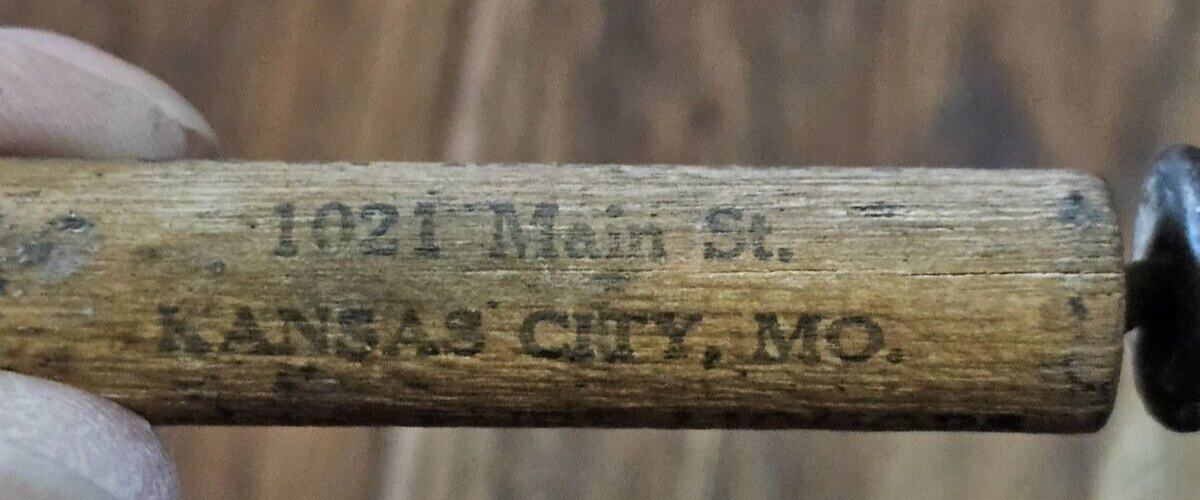 1021 Main St.
KANSAS CITY, MO.